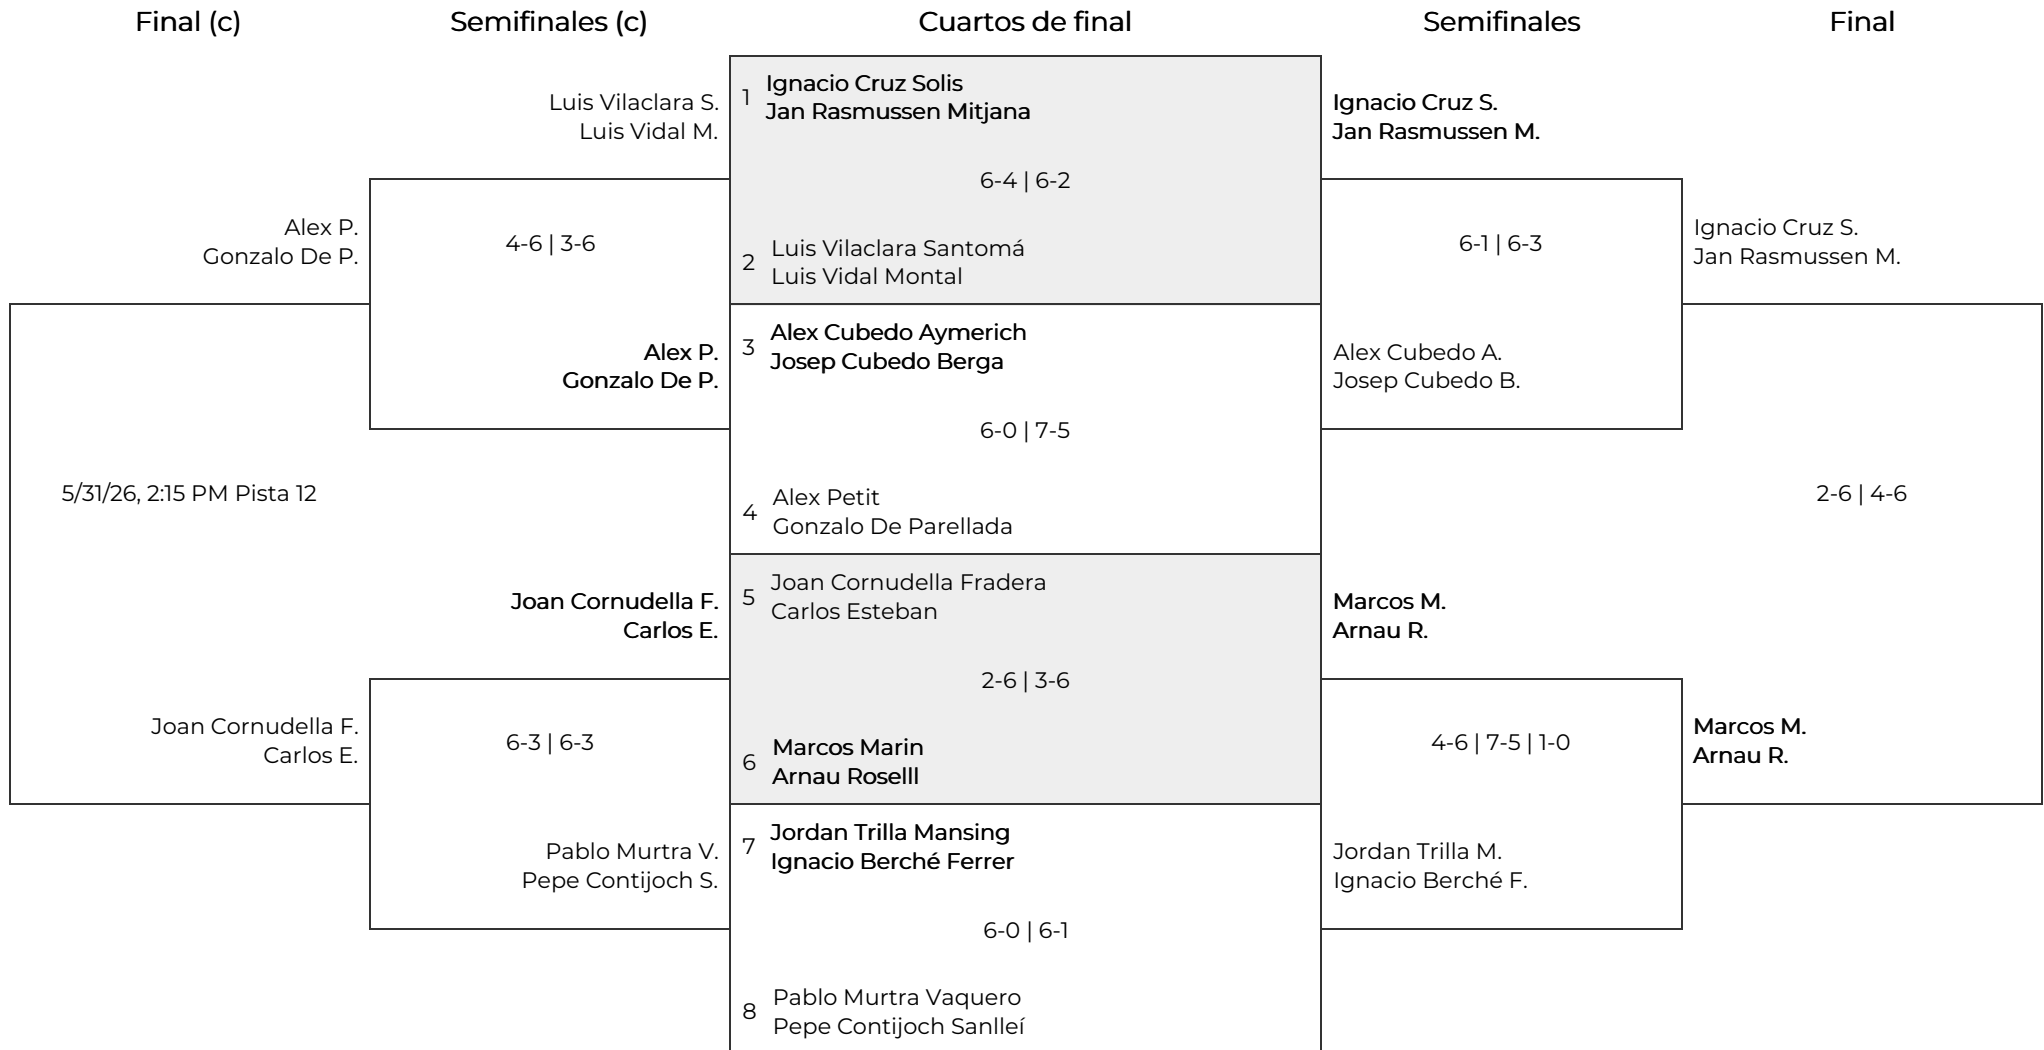 Final (c)
Semifinales (c)
Cuartos de final
Semifinales
Final
Alex P.
Gonzalo De P.
5/31/26, 2:15 PM Pista 12
Joan Cornudella F.
Carlos E.
Luis Vilaclara S.
Luis Vidal M.
4-6 | 3-6
Alex P.
Gonzalo De P.
Joan Cornudella F.
Carlos E.
6-3 | 6-3
Pablo Murtra V.
Pepe Contijoch S.
1
Ignacio Cruz Solis
Jan Rasmussen Mitjana
6-4 | 6-2
2
Luis Vilaclara Santomá
Luis Vidal Montal
3
Alex Cubedo Aymerich
Josep Cubedo Berga
6-0 | 7-5
4
Alex Petit
Gonzalo De Parellada
5
Joan Cornudella Fradera
Carlos Esteban
2-6 | 3-6
6
Marcos Marin
Arnau Roselll
7
Jordan Trilla Mansing
Ignacio Berché Ferrer
6-0 | 6-1
8
Pablo Murtra Vaquero
Pepe Contijoch Sanlleí
Ignacio Cruz S.
Jan Rasmussen M.
6-1 | 6-3
Alex Cubedo A.
Josep Cubedo B.
Marcos M.
Arnau R.
4-6 | 7-5 | 1-0
Jordan Trilla M.
Ignacio Berché F.
Ignacio Cruz S.
Jan Rasmussen M.
2-6 | 4-6
Marcos M.
Arnau R.